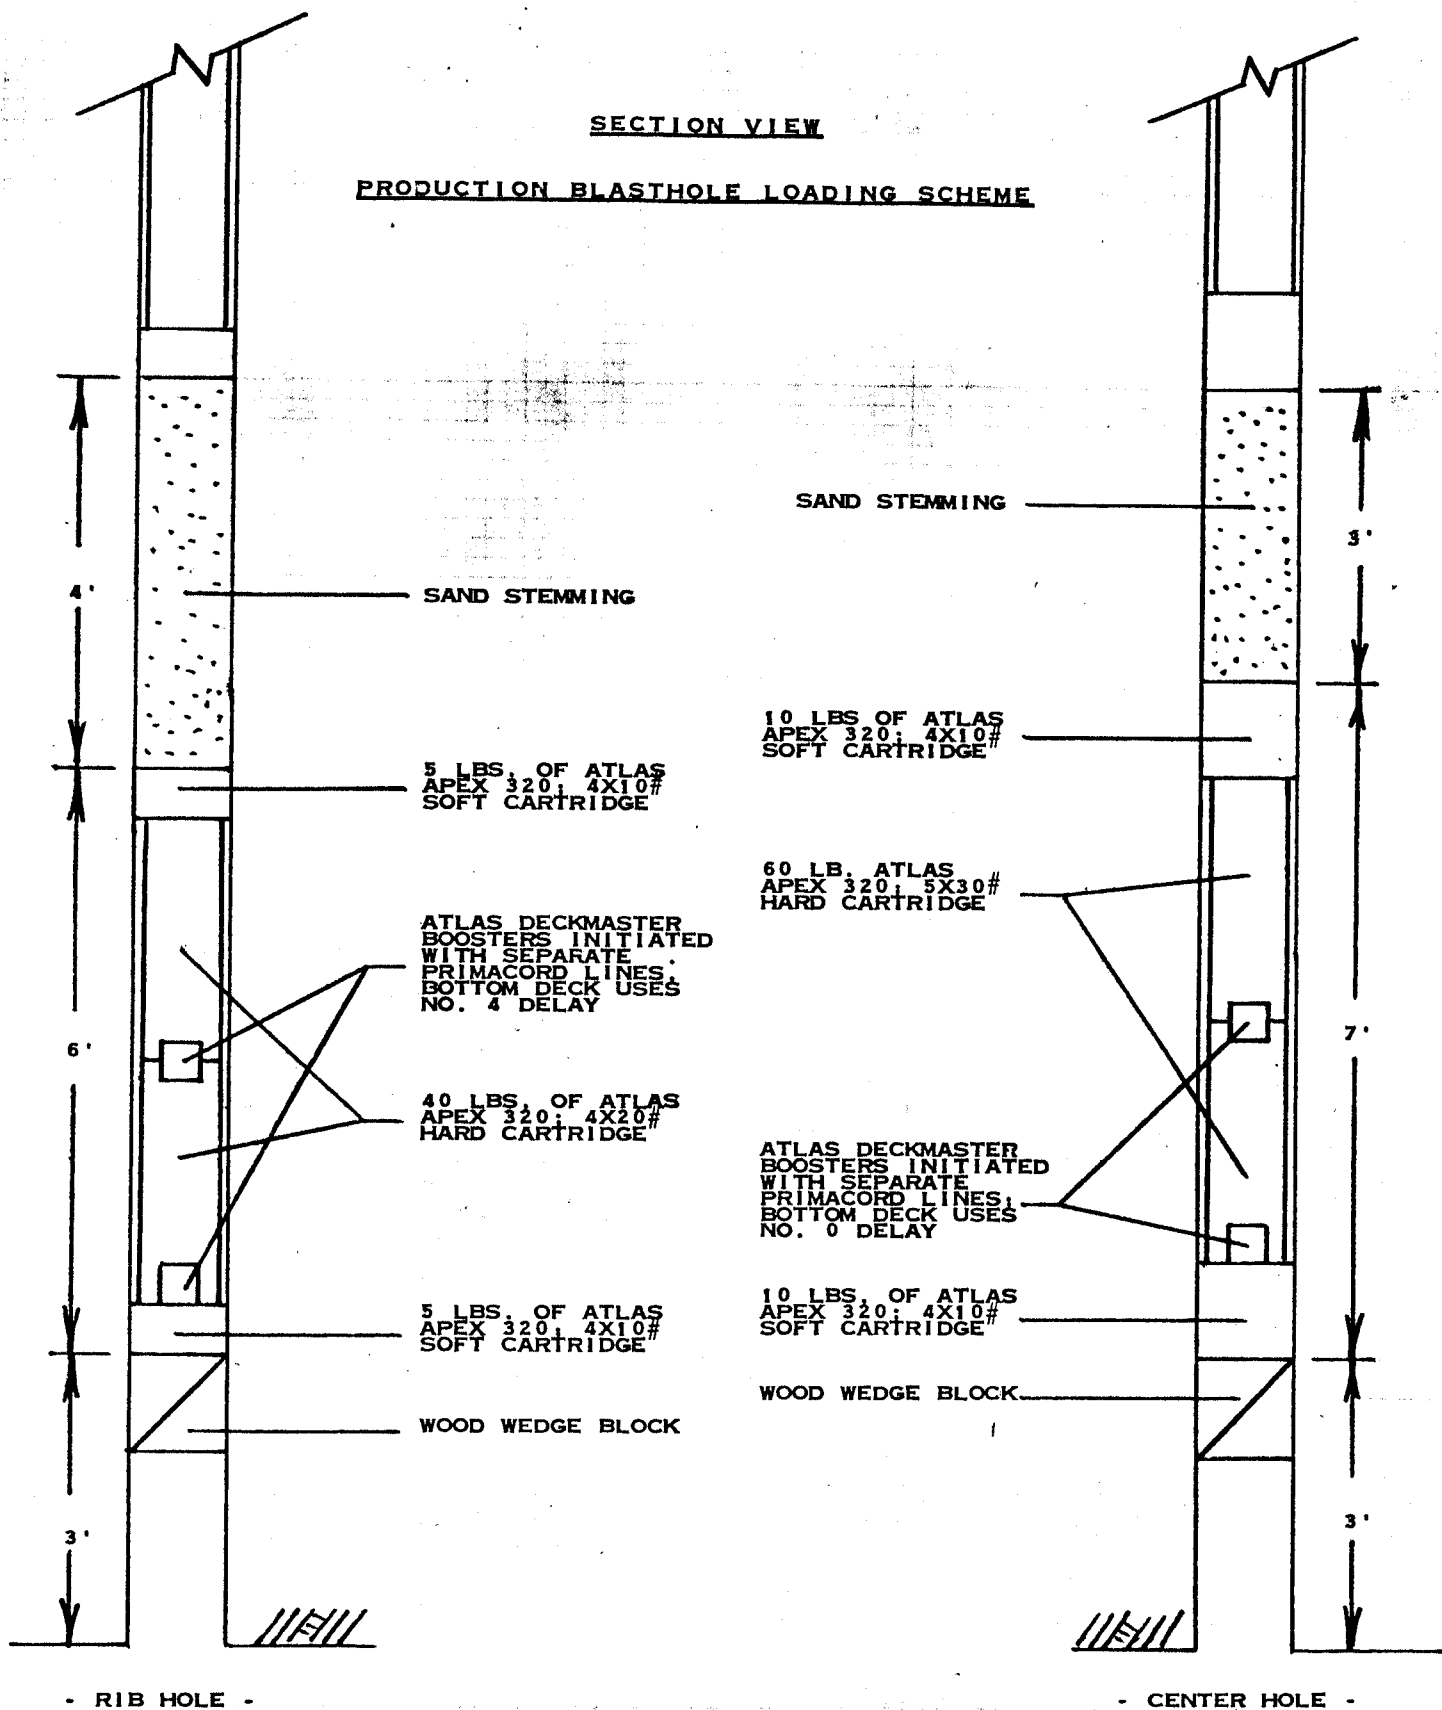 SECTION VIEW
PRODUCTION BLASTHOLE LOADING SCHEME
4'
SAND STEMMING
5 LBS. OF ATLAS
APEX 320; 4X10#
SOFT CARTRIDGE
ATLAS DECKMASTER
BOOSTERS INITIATED
WITH SEPARATE
PRIMACORD LINES.
BOTTOM DECK USES
NO. 4 DELAY
6'
40 LBS. OF ATLAS
APEX 320; 4X20#
HARD CARTRIDGE
5 LBS. OF ATLAS
APEX 320; 4X10#
SOFT CARTRIDGE
WOOD WEDGE BLOCK
3'
- RIB HOLE -
SAND STEMMING
3'
10 LBS OF ATLAS
APEX 320; 4X10#
SOFT CARTRIDGE
60 LB. ATLAS
APEX 320; 5X30#
HARD CARTRIDGE
7'
ATLAS DECKMASTER
BOOSTERS INITIATED
WITH SEPARATE
PRIMACORD LINES;
BOTTOM DECK USES
NO. 0 DELAY
10 LBS. OF ATLAS
APEX 320; 4X10#
SOFT CARTRIDGE
WOOD WEDGE BLOCK
3'
- CENTER HOLE -